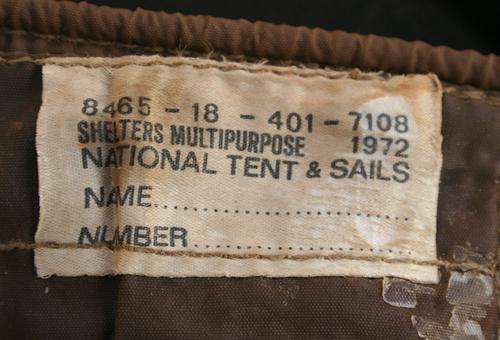 8465 - 18 - 401 - 7108
SHELTERS MULTIPURPOSE 1972
NATIONAL TENT & SAILS
NAME..............................
NUMBER..........................